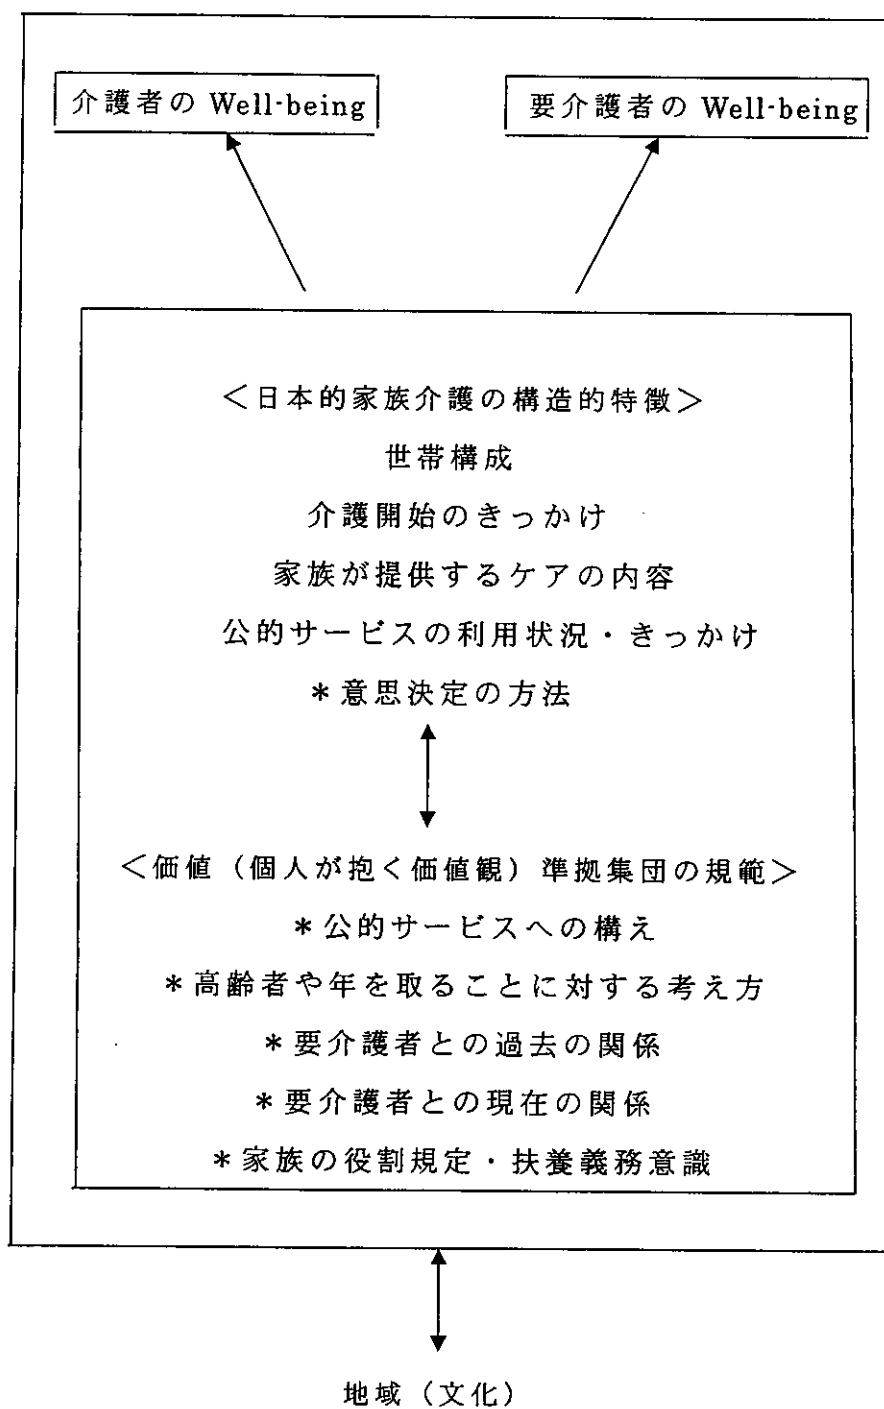 介護者の Well-being
要介護者の Well-being
＜日本的家族介護の構造的特徴＞
世帯構成
介護開始のきっかけ
家族が提供するケアの内容
公的サービスの利用状況・きっかけ
＊意思決定の方法
＜価値（個人が抱く価値観）準拠集団の規範＞
＊公的サービスへの構え
＊高齢者や年を取ることに対する考え方
＊要介護者との過去の関係
＊要介護者との現在の関係
＊家族の役割規定・扶養義務意識
地域（文化）